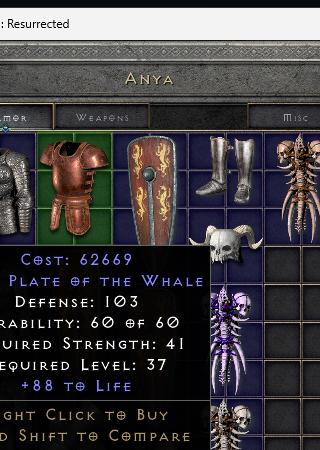 : Resurrected
Anya
mor Weapons Misc
Cost: 62669
Plate of the Whale
Defense: 103
rability: 60 of 60
quired Strength: 41
equired Level: 37
+88 to Life
ght Click to Buy
d Shift to Compare